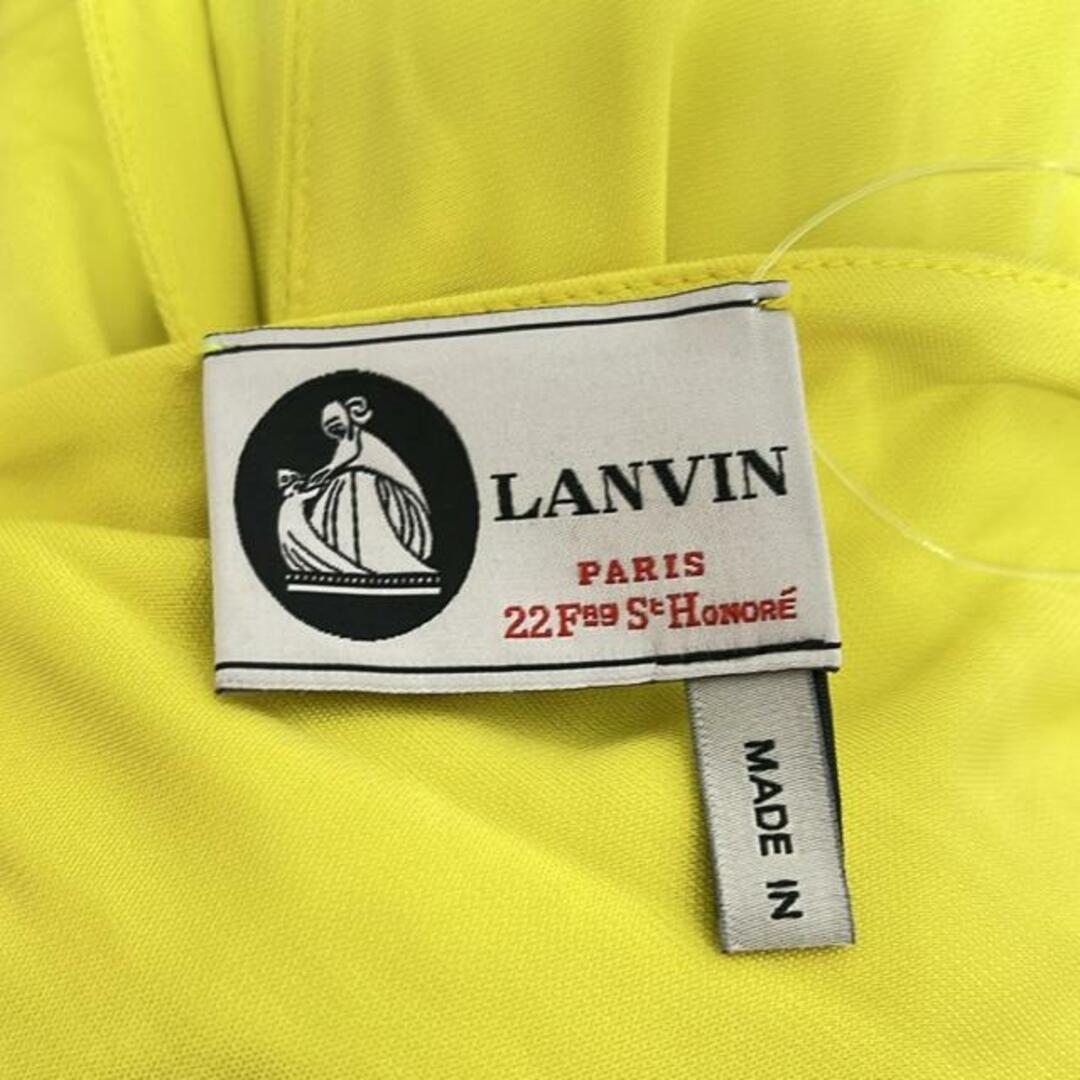 LANVIN
PARIS
22 Fᴮᴳ Sᵗ HONORÉ
MADE IN